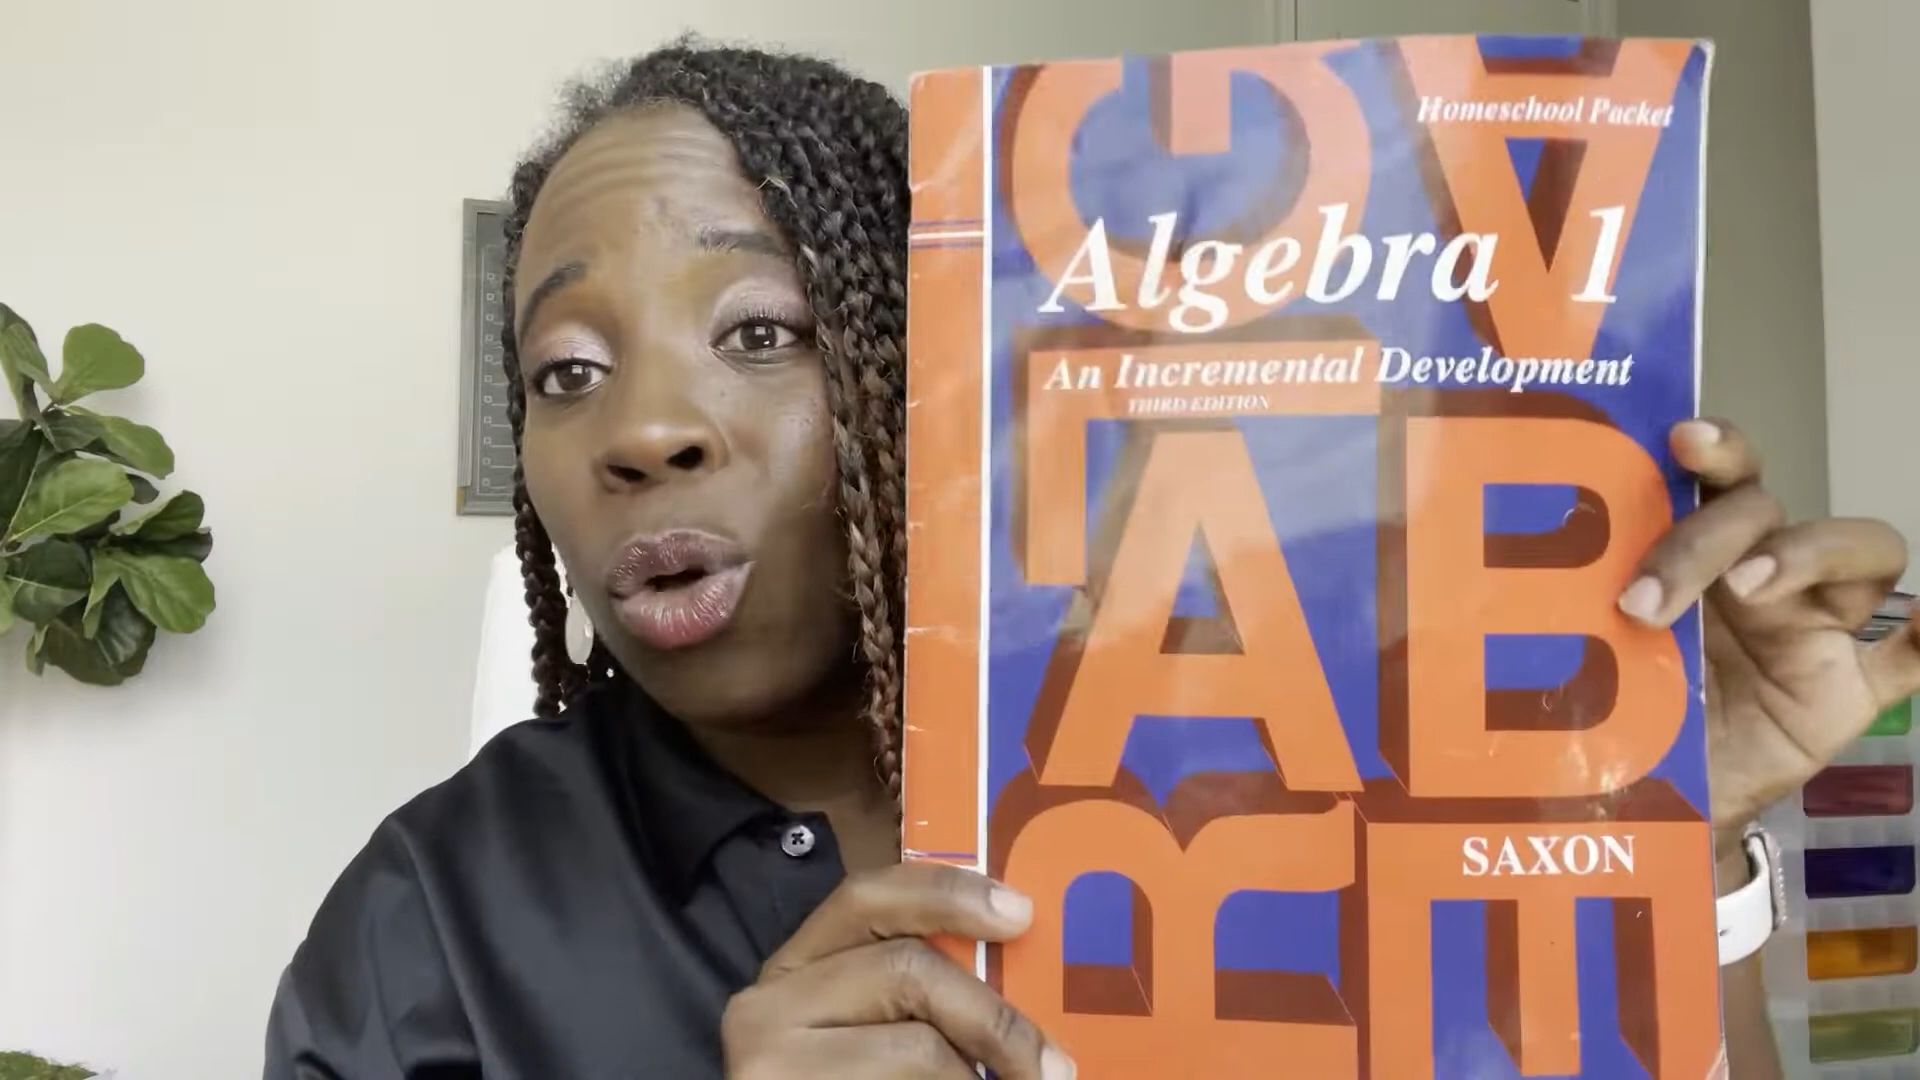 Homeschool Packet
Algebra 1
An Incremental Development
THIRD EDITION
G A
L
A B
R E
SAXON